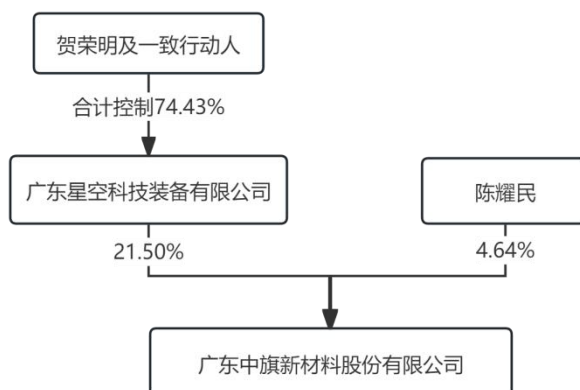 贺荣明及一致行动人
合计控制74.43%
广东星空科技装备有限公司
陈耀民
21.50%
4.64%
广东中旗新材料股份有限公司